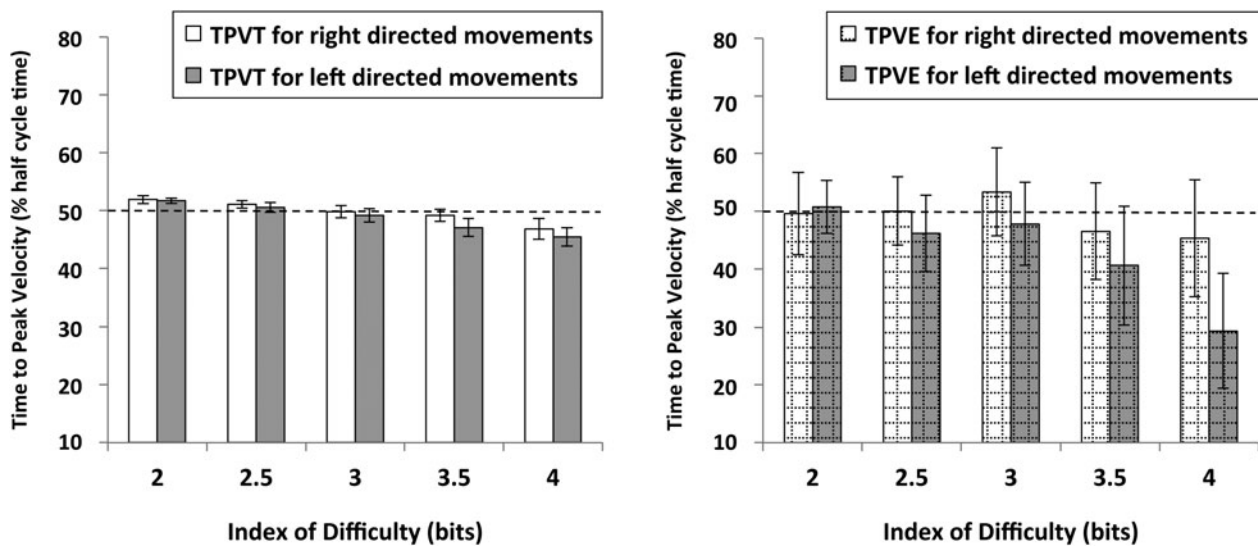 TPVT for right directed movements
TPVT for left directed movements
Time to Peak Velocity (% half cycle time)
80
70
60
50
40
30
20
10
2 2.5 3 3.5 4
Index of Difficulty (bits)
TPVE for right directed movements
TPVE for left directed movements
Time to Peak Velocity (% half cycle time)
80
70
60
50
40
30
20
10
2 2.5 3 3.5 4
Index of Difficulty (bits)